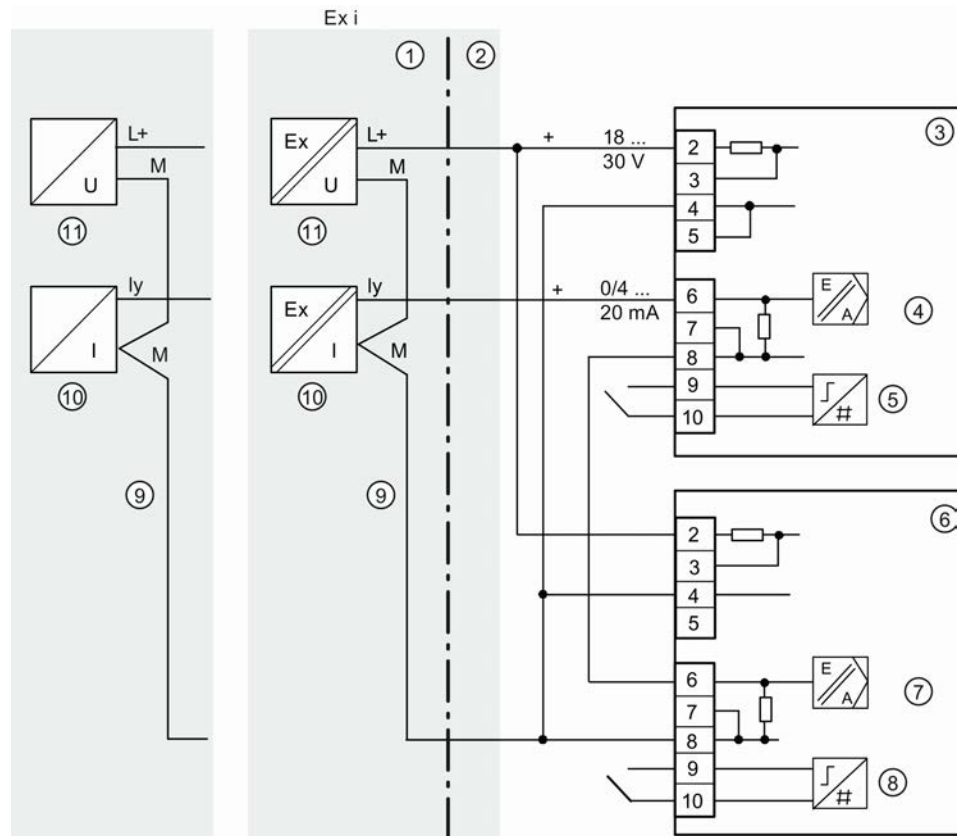 Ex i
① ② ③
L+ Ex L+ + 18 ...
30 V
2
M M 3
U U 4
⑪ ⑪ 5
Iy Ex Iy + 0/4 ...
20 mA
6 E
A ④
7
I M I M 8
⑩ ⑩ 9 ⑤
10 #
⑨ ⑨ ⑥
2
3
4
5
6 E
A ⑦
7
8
9 ⑧
10 #